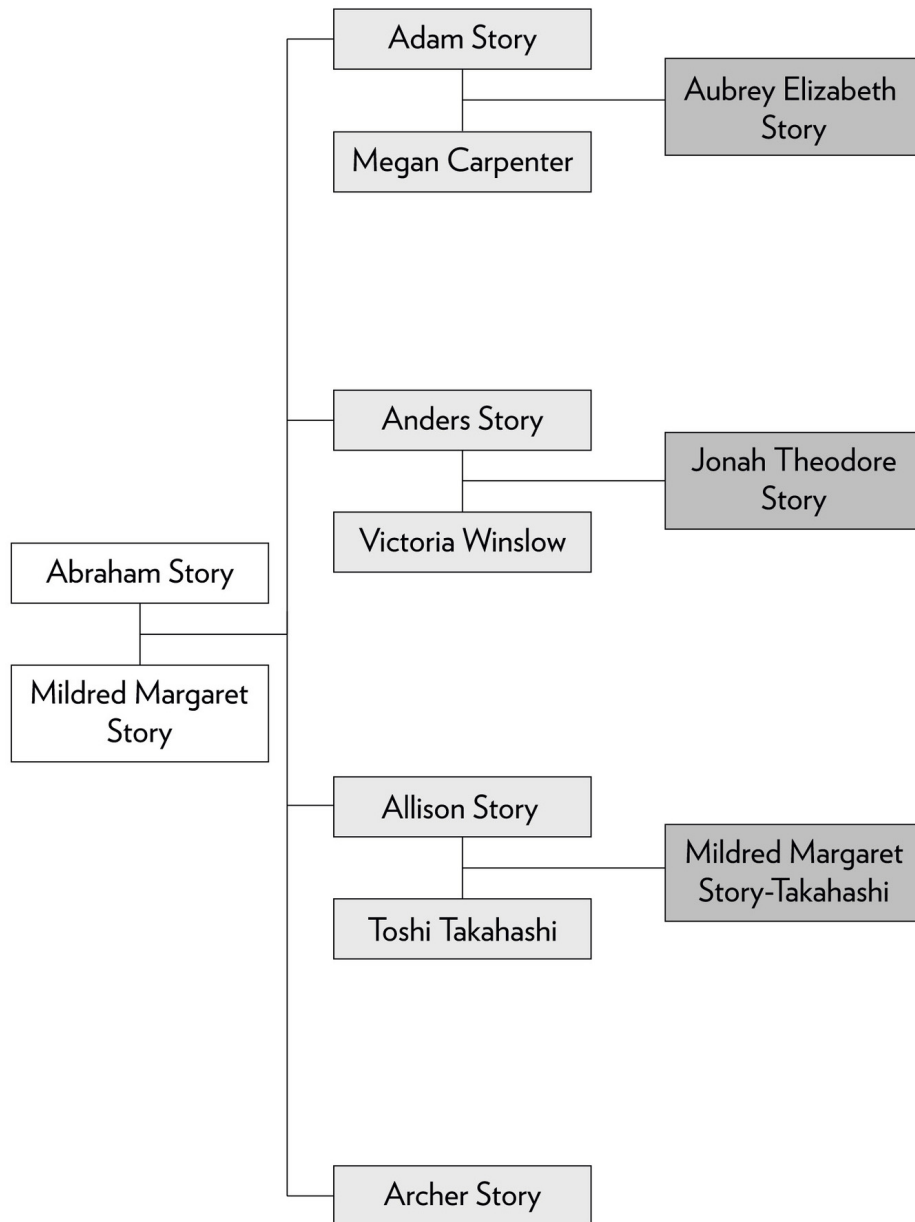 Adam Story
Aubrey Elizabeth
Story
Megan Carpenter
Anders Story
Jonah Theodore
Story
Victoria Winslow
Abraham Story
Mildred Margaret
Story
Allison Story
Mildred Margaret
Story-Takahashi
Toshi Takahashi
Archer Story